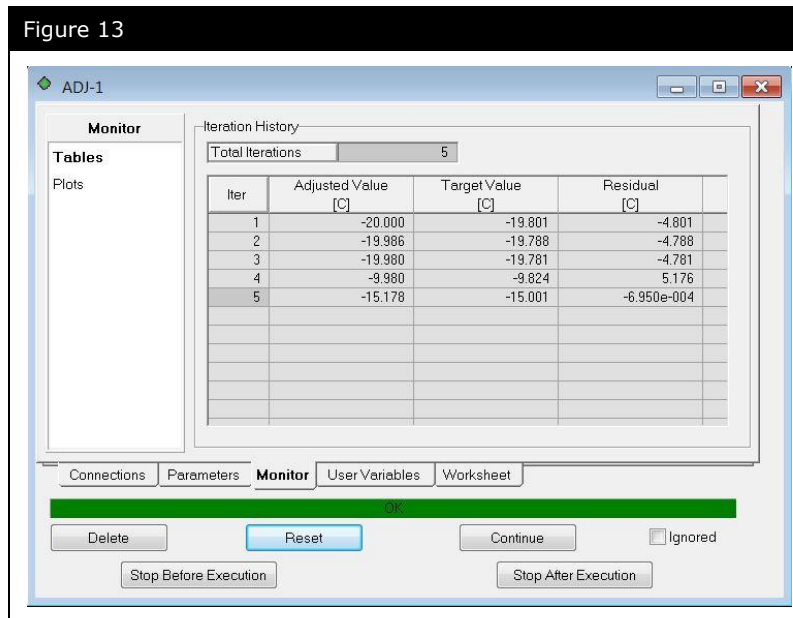 Figure 13
ADJ-1
Monitor
Tables
Plots
Iteration History
Total Iterations 5
Iter Adjusted Value [C] Target Value [C] Residual [C]
1 -20.000 -19.801 -4.801
2 -19.986 -19.788 -4.788
3 -19.980 -19.781 -4.781
4 -9.980 -9.824 5.176
5 -15.178 -15.001 -6.950e-004
Connections Parameters Monitor User Variables Worksheet
OK
Delete Reset Continue Ignored
Stop Before Execution Stop After Execution